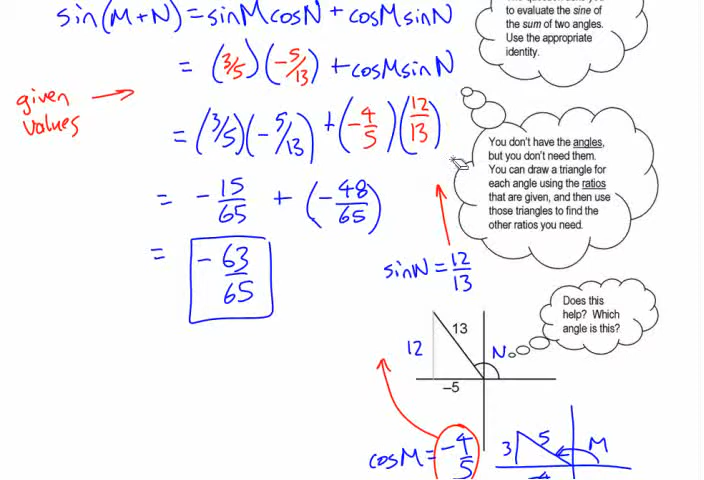 to evaluate the sine of
the sum of two angles.
Use the appropriate
identity.
sin(M+N) = sinMcosN + cosMsinN
= (3/5)(-5/13) + cosMsinN
given values →
= (3/5)(-5/13) + (-4/5)(12/13)
You don't have the angles,
but you don't need them.
You can draw a triangle for
each angle using the ratios
that are given, and then use
those triangles to find the
other ratios you need.
= -15/65 + (-48/65)
= -63/65
sinN = 12/13
Does this
help? Which
angle is this?
13
12
N
-5
cosM = -4/5
3
5
M